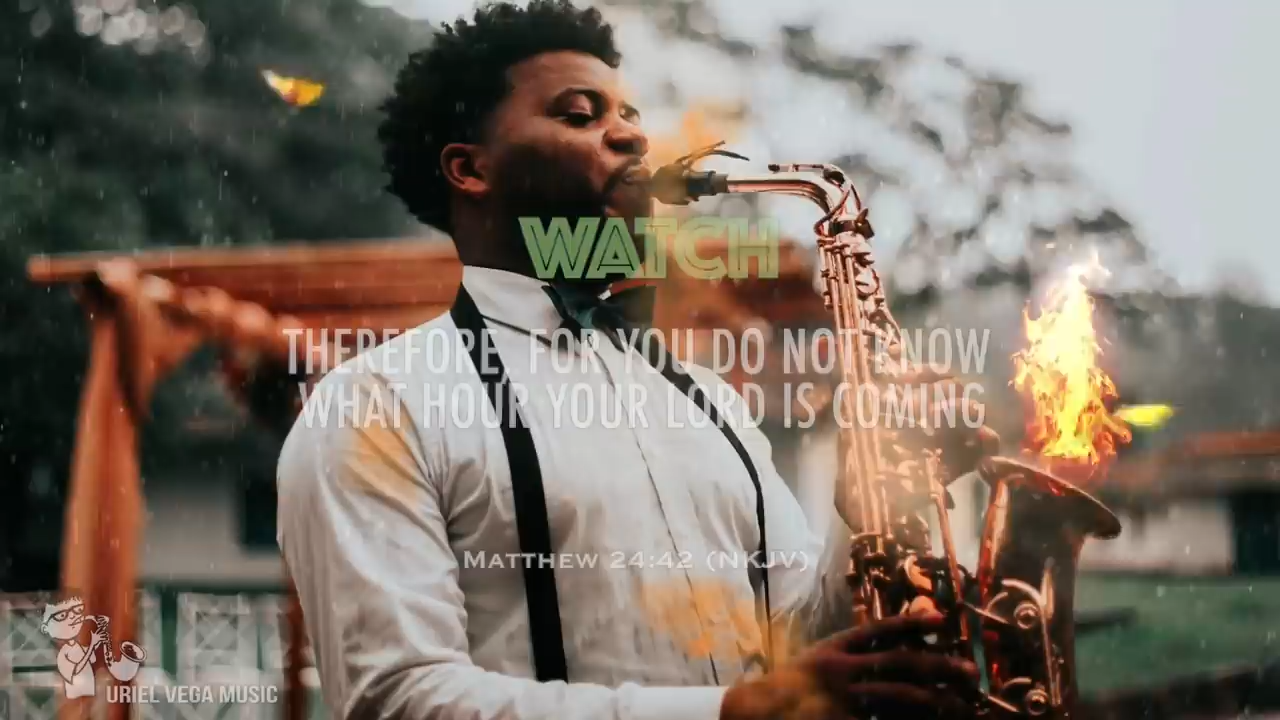 WATCH
THEREFORE, FOR YOU DO NOT KNOW
WHAT HOUR YOUR LORD IS COMING
Matthew 24:42 (NKJV)
URIEL VEGA MUSIC